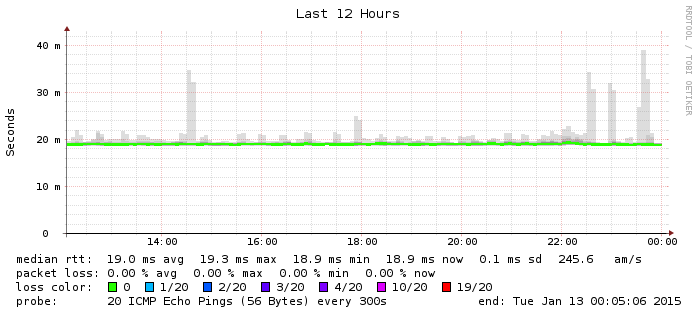 Last 12 Hours
RRDTOOL / TOBI OETIKER
Seconds
40 m
30 m
20 m
10 m
0
14:00 16:00 18:00 20:00 22:00 00:00
median rtt: 19.0 ms avg 19.3 ms max 18.9 ms min 18.9 ms now 0.1 ms sd 245.6 am/s
packet loss: 0.00 % avg 0.00 % max 0.00 % min 0.00 % now
loss color: 0 1/20 2/20 3/20 4/20 10/20 19/20
probe: 20 ICMP Echo Pings (56 Bytes) every 300s end: Tue Jan 13 00:05:06 2015